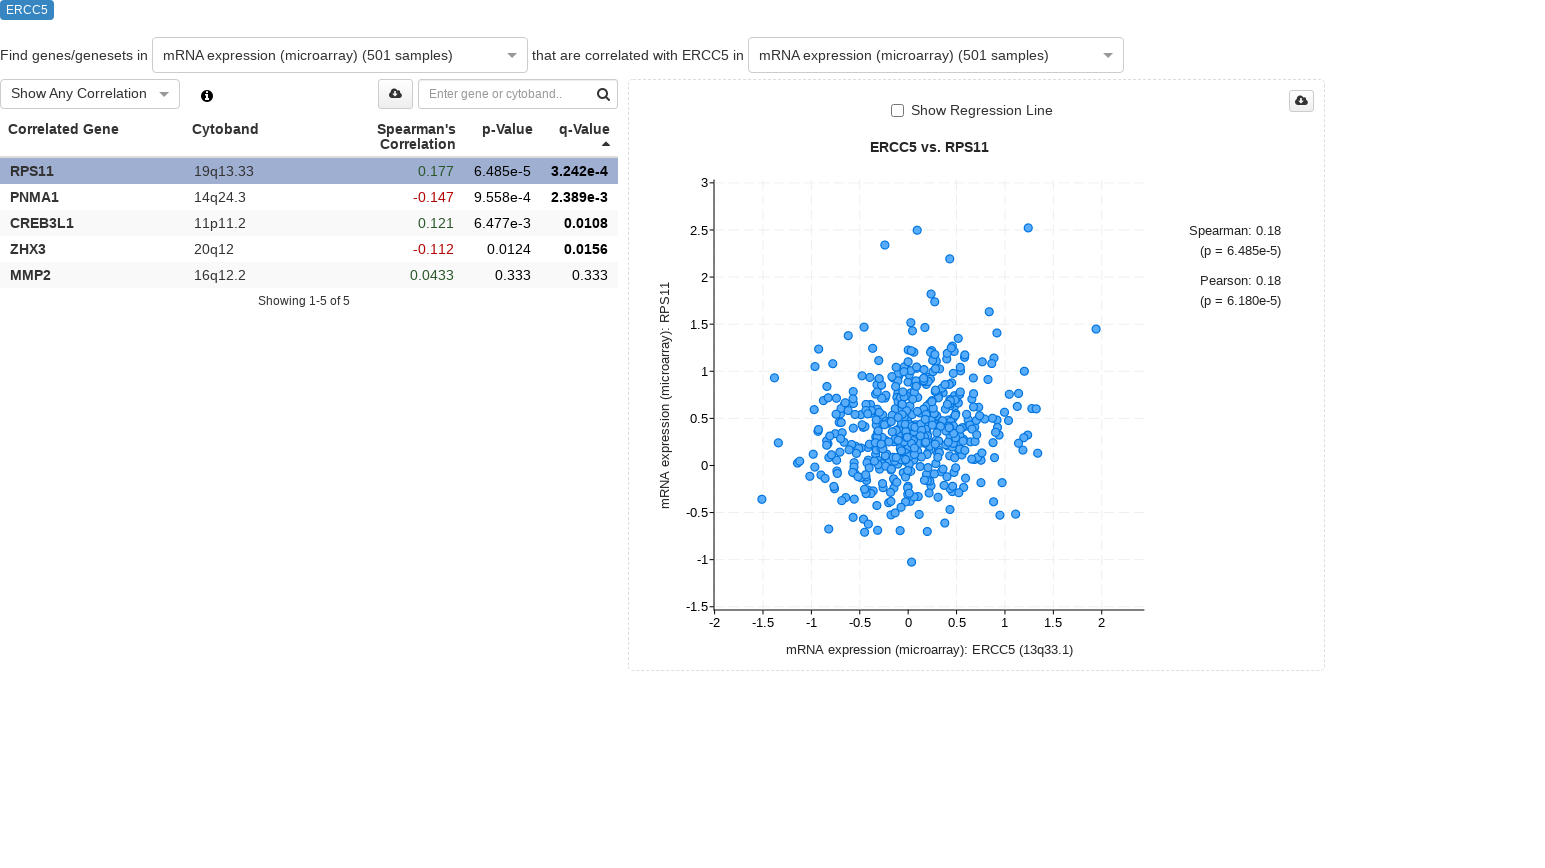 ERCC5
Find genes/genesets in mRNA expression (microarray) (501 samples) that are correlated with ERCC5 in mRNA expression (microarray) (501 samples)
Show Any Correlation
Enter gene or cytoband..
Correlated Gene Cytoband Spearman's Correlation p-Value q-Value
RPS11 19q13.33 0.177 6.485e-5 3.242e-4
PNMA1 14q24.3 -0.147 9.558e-4 2.389e-3
CREB3L1 11p11.2 0.121 6.477e-3 0.0108
ZHX3 20q12 -0.112 0.0124 0.0156
MMP2 16q12.2 0.0433 0.333 0.333
Showing 1-5 of 5
Show Regression Line
ERCC5 vs. RPS11
mRNA expression (microarray): RPS11
3
2.5
2
1.5
1
0.5
0
-0.5
-1
-1.5
-2 -1.5 -1 -0.5 0 0.5 1 1.5 2
mRNA expression (microarray): ERCC5 (13q33.1)
Spearman: 0.18
(p = 6.485e-5)
Pearson: 0.18
(p = 6.180e-5)